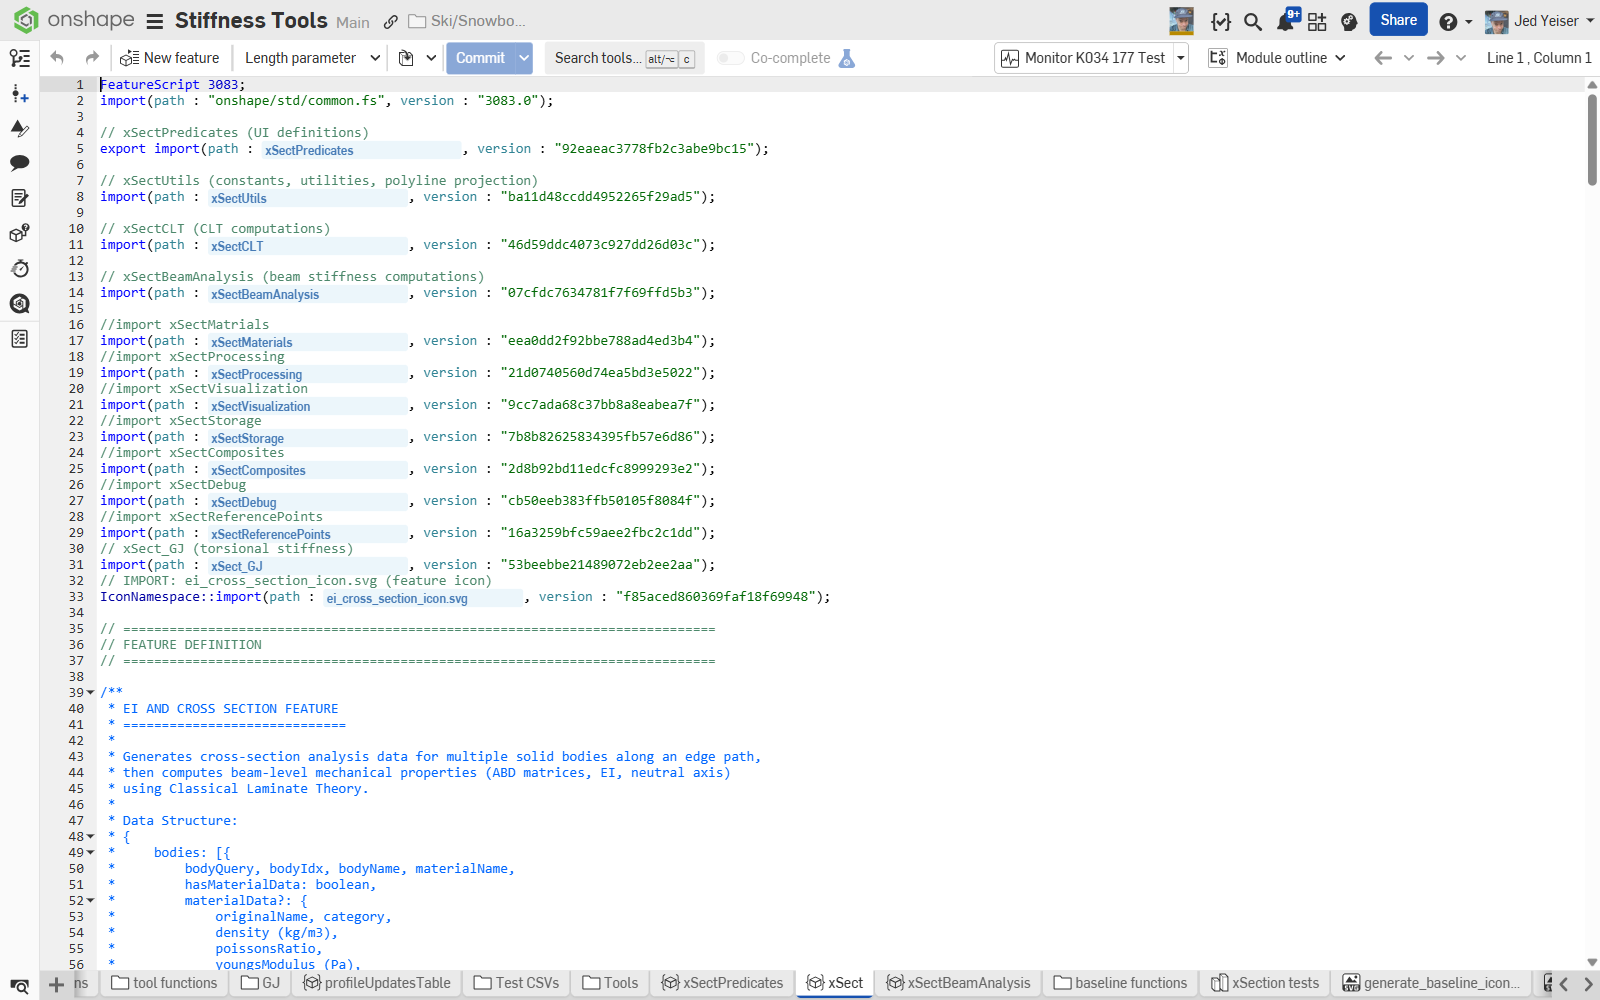 onshape Stiffness Tools Main Ski/Snowbo... 9+ Share Jed Yeiser
New feature Length parameter Commit Search tools... alt/⌥ c Co-complete Monitor K034 177 Test Module outline Line 1 , Column 1
1 FeatureScript 3083;
2 import(path : "onshape/std/common.fs", version : "3083.0");
3
4 // xSectPredicates (UI definitions)
5 export import(path : xSectPredicates , version : "92eaeac3778fb2c3abe9bc15");
6
7 // xSectUtils (constants, utilities, polyline projection)
8 import(path : xSectUtils , version : "ba11d48ccdd4952265f29ad5");
9
10 // xSectCLT (CLT computations)
11 import(path : xSectCLT , version : "46d59ddc4073c927dd26d03c");
12
13 // xSectBeamAnalysis (beam stiffness computations)
14 import(path : xSectBeamAnalysis , version : "07cfdc7634781f7f69ffd5b3");
15
16 //import xSectMatrials
17 import(path : xSectMaterials , version : "eea0dd2f92bbe788ad4ed3b4");
18 //import xSectProcessing
19 import(path : xSectProcessing , version : "21d0740560d74ea5bd3e5022");
20 //import xSectVisualization
21 import(path : xSectVisualization , version : "9cc7ada68c37bb8a8eabea7f");
22 //import xSectStorage
23 import(path : xSectStorage , version : "7b8b82625834395fb57e6d86");
24 //import xSectComposites
25 import(path : xSectComposites , version : "2d8b92bd11edcfc8999293e2");
26 //import xSectDebug
27 import(path : xSectDebug , version : "cb50eeb383ffb50105f8084f");
28 //import xSectReferencePoints
29 import(path : xSectReferencePoints , version : "16a3259bfc59aee2fbc2c1dd");
30 // xSect_GJ (torsional stiffness)
31 import(path : xSect_GJ , version : "53beebbe21489072eb2ee2aa");
32 // IMPORT: ei_cross_section_icon.svg (feature icon)
33 IconNamespace::import(path : ei_cross_section_icon.svg , version : "f85aced860369faf18f69948");
34
35 // =============================================================================
36 // FEATURE DEFINITION
37 // =============================================================================
38
39 /**
40 * EI AND CROSS SECTION FEATURE
41 * =============================
42 *
43 * Generates cross-section analysis data for multiple solid bodies along an edge path,
44 * then computes beam-level mechanical properties (ABD matrices, EI, neutral axis)
45 * using Classical Laminate Theory.
46 *
47 * Data Structure:
48 * {
49 * bodies: [{
50 * bodyQuery, bodyIdx, bodyName, materialName,
51 * hasMaterialData: boolean,
52 * materialData?: {
53 * originalName, category,
54 * density (kg/m3),
55 * poissonsRatio,
56 * youngsModulus (Pa),
ns tool functions GJ profileUpdatesTable Test CSVs Tools xSectPredicates xSect xSectBeamAnalysis baseline functions xSection tests generate_baseline_icon...